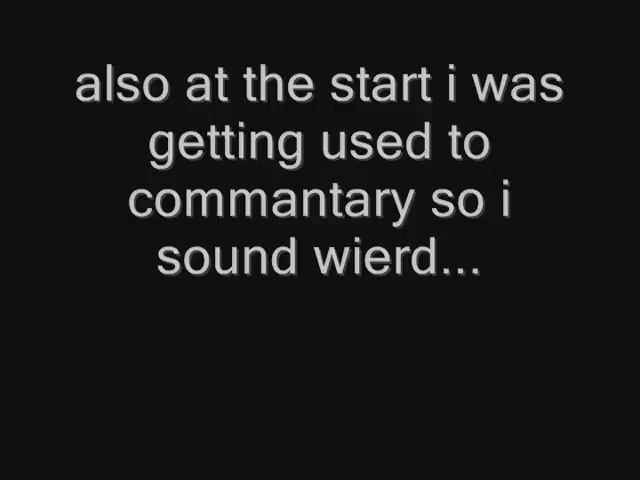 also at the start i was
getting used to
commantary so i
sound wierd...